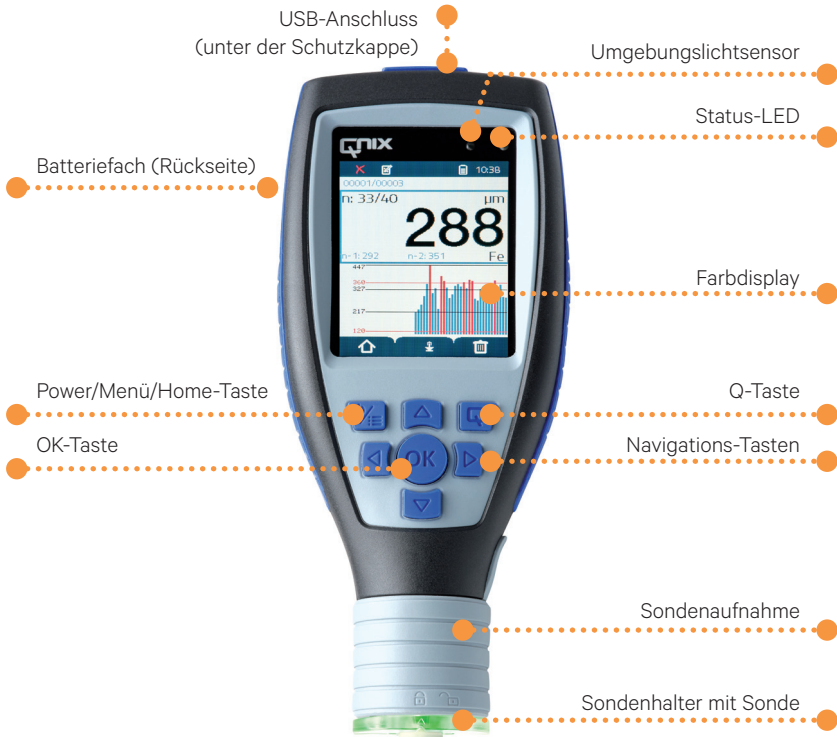 USB-Anschluss
(unter der Schutzkappe)
Umgebungslichtsensor
Status-LED
QNIX
Batteriefach (Rückseite)
10:38
00001/00003
n: 33/40 µm
288
n-1: 292 n-2: 351 Fe
447
360
327
217
120
Farbdisplay
Power/Menü/Home-Taste
Q-Taste
OK-Taste
Navigations-Tasten
OK
Sondenaufnahme
Sondenhalter mit Sonde